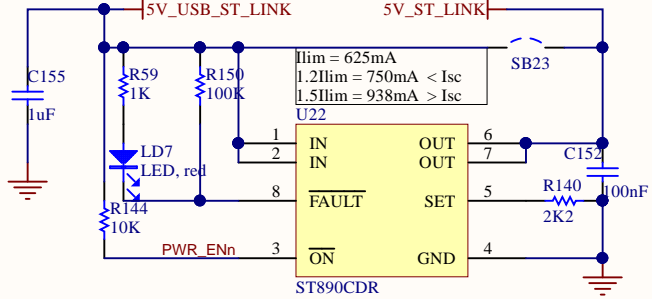 5V_USB_ST_LINK
5V_ST_LINK
Ilim = 625mA
1.2Ilim = 750mA < Isc
1.5Ilim = 938mA > Isc
SB23
C155
1uF
R59
1K
R150
100K
U22
1
IN
OUT
6
2
IN
OUT
7
LD7
LED, red
C152
100nF
8
FAULT
SET
5
R140
2K2
R144
10K
PWR_ENn
3
ON
GND
4
ST890CDR